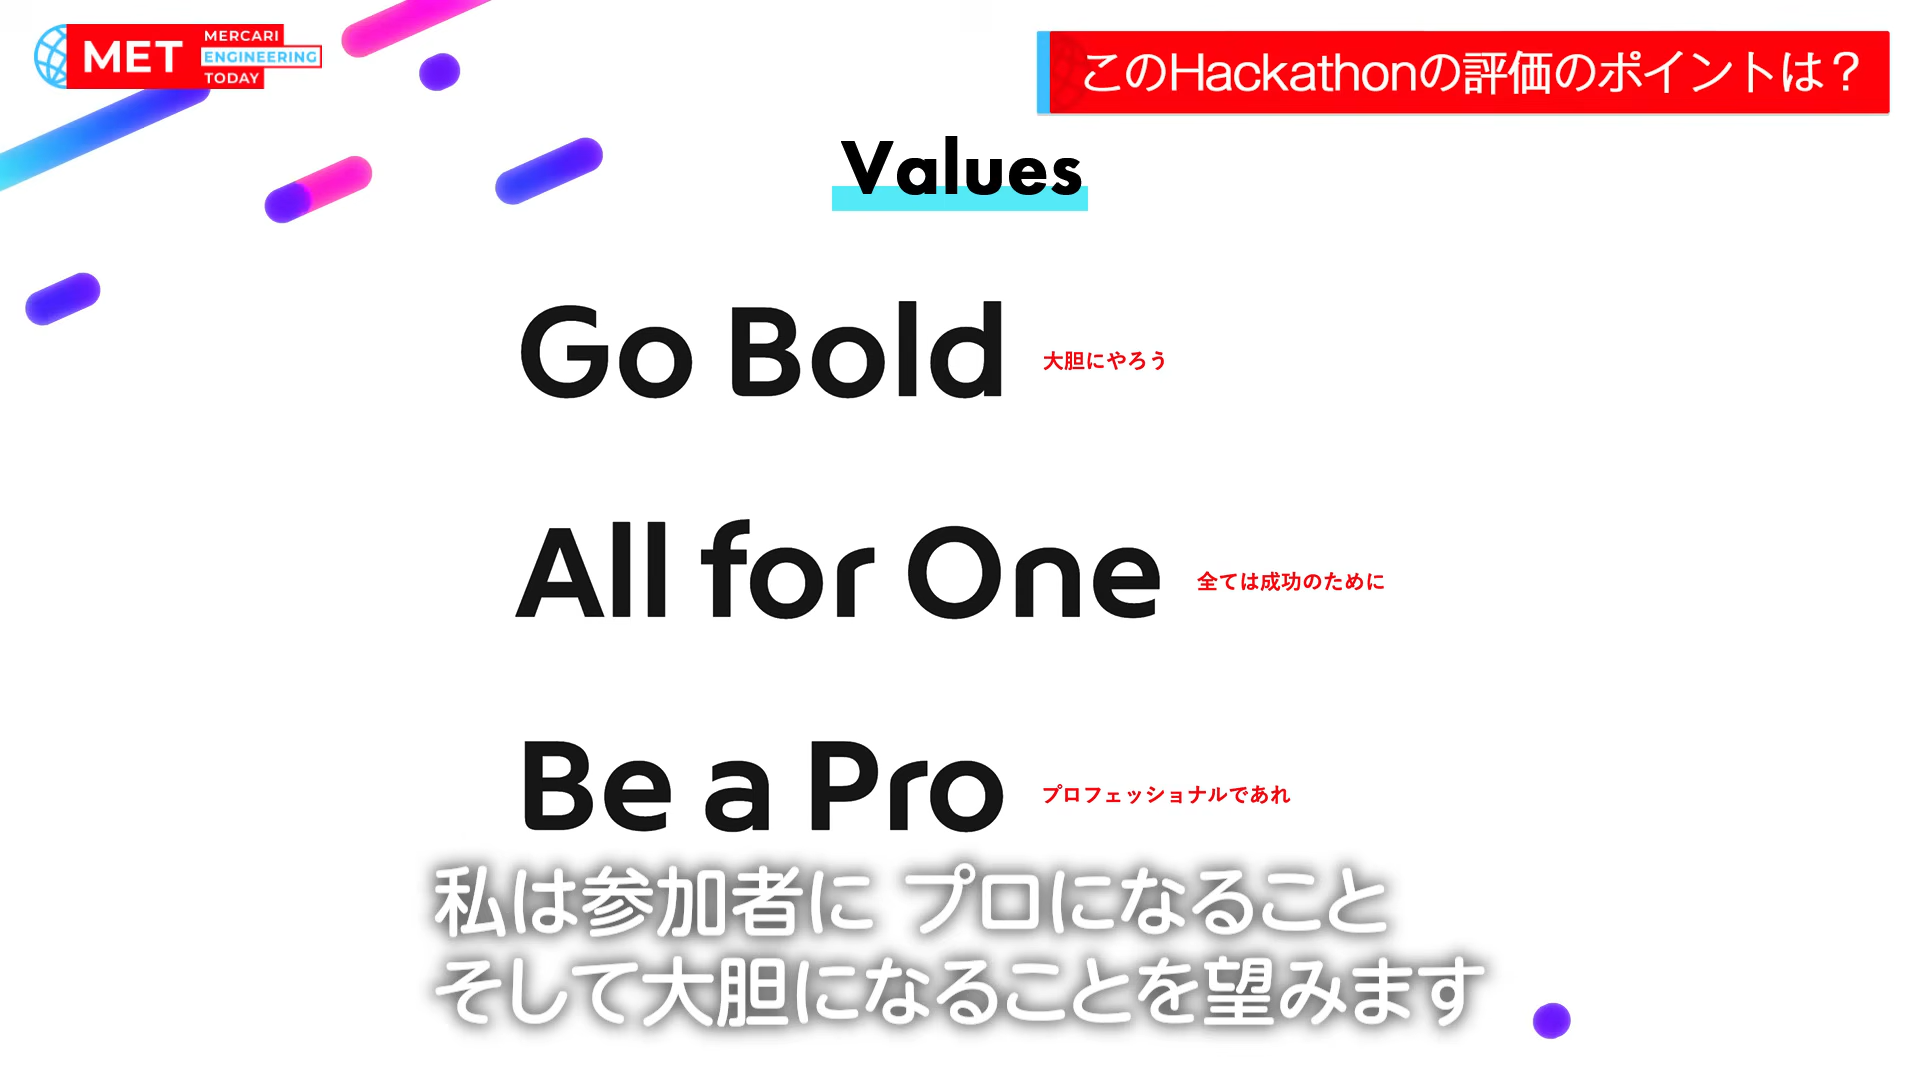 MET
MERCARI
ENGINEERING
TODAY
このHackathonの評価のポイントは？
Values
Go Bold
大胆にやろう
All for One
全ては成功のために
Be a Pro
プロフェッショナルであれ
私は参加者に プロになること
そして大胆になることを望みます